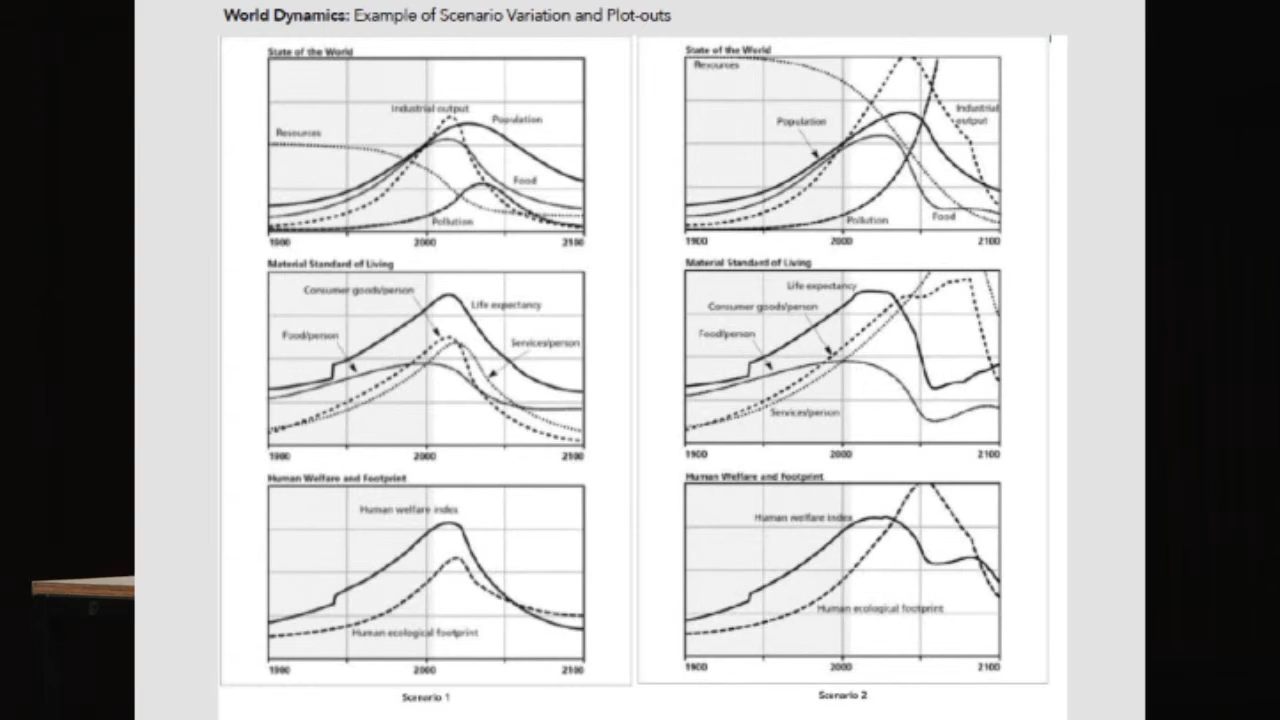 World Dynamics: Example of Scenario Variation and Plot-outs
State of the World
Industrial output
Population
Resources
Food
Pollution
1900 2000 2100
Material Standard of Living
Consumer goods/person
Life expectancy
Food/person
Services/person
1900 2000 2100
Human Welfare and Footprint
Human welfare index
Human ecological footprint
1900 2000 2100
Scenario 1
State of the World
Resources
Industrial
output
Population
Pollution
Food
1900 2000 2100
Material Standard of Living
Life expectancy
Consumer goods/person
Food/person
Services/person
1900 2000 2100
Human Welfare and Footprint
Human welfare index
Human ecological footprint
1900 2000 2100
Scenario 2